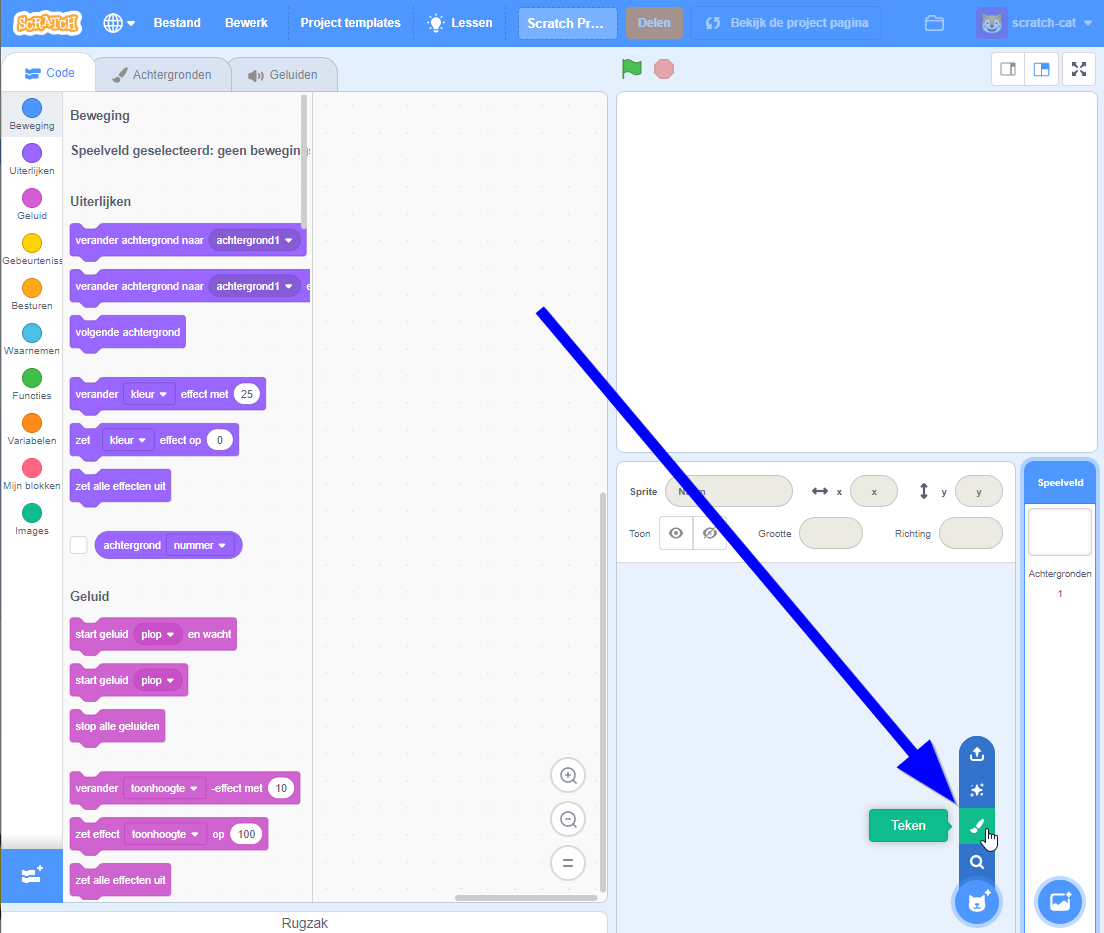 SCRATCH Bestand Bewerk Project templates Lessen Scratch Pr... Delen Bekijk de project pagina scratch-cat
Code Achtergronden Geluiden
Beweging
Uiterlijken
Geluid
Gebeurteniss
Besturen
Waarnemen
Functies
Variabelen
Mijn blokken
Images
Beweging
Speelveld geselecteerd: geen beweging
Uiterlijken
verander achtergrond naar achtergrond1
verander achtergrond naar achtergrond1
volgende achtergrond
verander kleur effect met 25
zet kleur effect op 0
zet alle effecten uit
achtergrond nummer
Geluid
start geluid plop en wacht
start geluid plop
stop alle geluiden
verander toonhoogte -effect met 10
zet effect toonhoogte op 100
zet alle effecten uit
Rugzak
Sprite x x y y
Toon Grootte Richting
Teken
Speelveld
Achtergronden
1